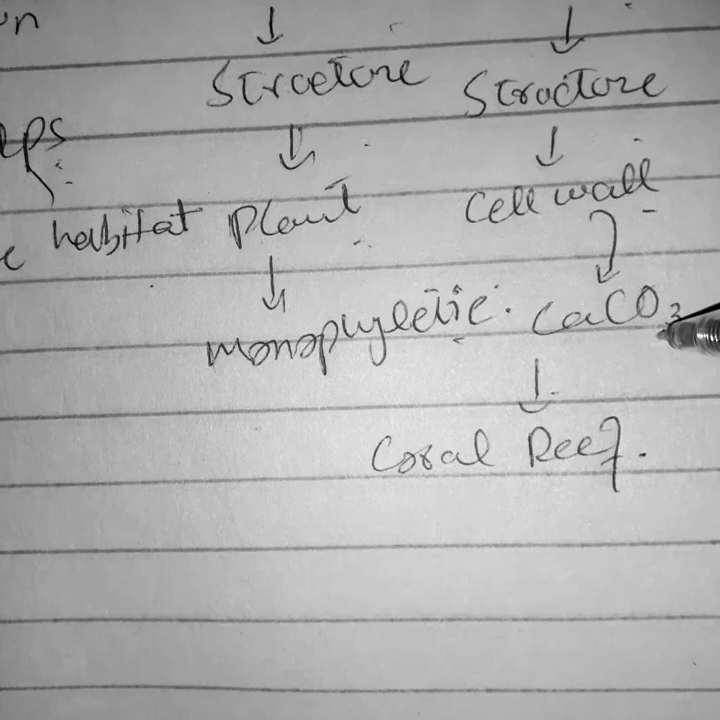 Structure Structure
habitat Plant Cell wall
monophyletic. CaCO3
Coral Reef.